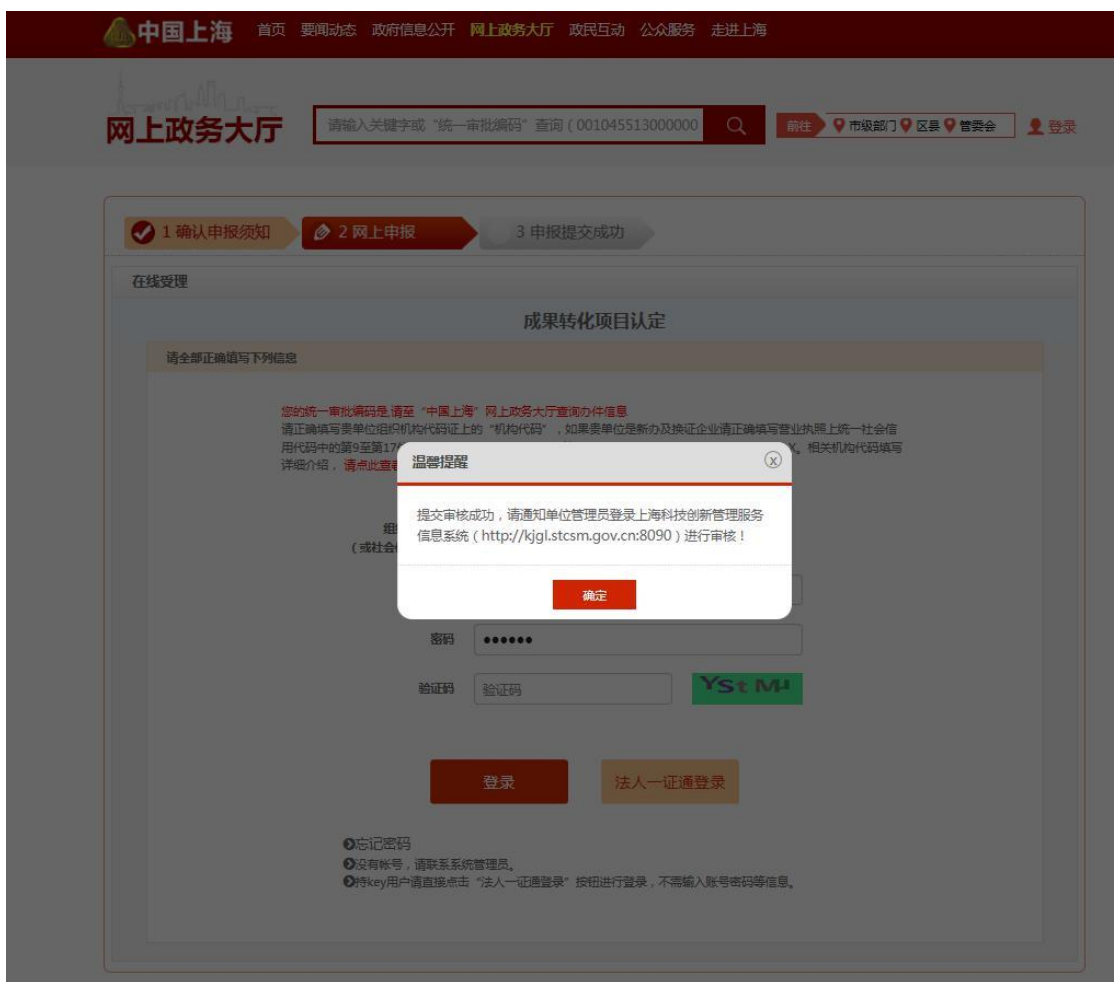 中国上海 首页 要闻动态 政府信息公开 网上政务大厅 政民互动 公众服务 走进上海
网上政务大厅 请输入关键字或“统一审批编码”查询（001045513000000 前往 市级部门 区县 管委会 登录
1 确认申报须知 2 网上申报 3 申报提交成功
在线受理
成果转化项目认定
请全部正确填写下列信息
您的统一审批编码是,请至“中国上海”网上政务大厅查询办件信息
请正确填写贵单位组织机构代码证上的“机构代码”，如果贵单位是新办及换证企业请正确填写营业执照上统一社会信
用代码中的第9至第17 X。相关机构代码填写
详细介绍，请点此查
温馨提醒
提交审核成功，请通知单位管理员登录上海科技创新管理服务
信息系统（http://kjgl.stcsm.gov.cn:8090）进行审核！
组
（或社会
确定
密码 ●●●●●●
验证码 验证码 YSt Mμ
登录 法人一证通登录
忘记密码
没有帐号，请联系系统管理员。
持key用户请直接点击“法人一证通登录”按钮进行登录，不需输入账号密码等信息。